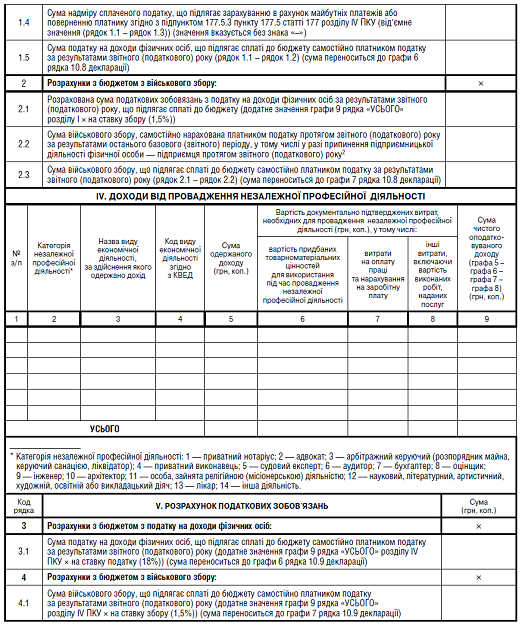 1.4
Сума надміру сплаченого податку, що підлягає зарахуванню в рахунок майбутніх платежів або
поверненню платнику згідно з підпунктом 177.5.3 пункту 177.5 статті 177 розділу IV ПКУ (від’ємне
значення (рядок 1.1 – рядок 1.3)) (значення вказується без знака «–»)
1.5
Сума податку на доходи фізичних осіб, що підлягає сплаті до бюджету самостійно платником податку
за результатами звітного (податкового) року (рядок 1.1 – рядок 1.2) (сума переноситься до графи 6
рядка 10.8 декларації)
2
Розрахунки з бюджетом з військового збору:
×
2.1
Розрахована сума податкових зобовязань з податку на доходи фізичних осіб за результатами звітного
(податкового) року, що підлягає сплаті до бюджету (додатне значення графи 9 рядка «УСЬОГО»
розділу I × на ставку збору (1,5%))
2.2
Сума військового збору, самостійно нарахована платником податку протягом звітного (податкового) року
за результатами останього базового (звітного) періоду, у тому числі у разі припинення підприємницької
діяльності фізичної особи — підприємця протягом звітного (податкового) року²
2.3
Сума військового збору, що підлягає сплаті до бюджету самостійно платником податку за результатами
звітного (податкового) року (рядок 2.1 – рядок 2.2) (сума переноситься до графи 7 рядка 10.8 декларації)
IV. ДОХОДИ ВІД ПРОВАДЖЕННЯ НЕЗАЛЕЖНОЇ ПРОФЕСІЙНОЇ ДІЯЛЬНОСТІ
№
з/п
Категорія
незалежної
професійної
діяльності*
Назва виду
економічної
діяльності,
за здійснення якого
одержано дохід
Код виду
економічної
діяльності
згідно
з КВЕД
Сума
одержаного
доходу
(грн, коп.)
Вартість документально підтверджених витрат,
необхідних для провадження незалежної професійної
діяльності (грн, коп.), у тому числі:
вартість придбаних
товарноматеріальних
цінностей
для використання
під час провадження
незалежної
професійної діяльності
витрати
на оплату
праці
та нарахування
на заробітну
плату
інші
витрати,
включаючи
вартість
виконаних
робіт,
наданих
послуг
Сума
чистого
оподатко-
вуваного
доходу
(графа 5 –
графа 6 –
графа 7 –
графа 8)
(грн, коп.)
1 2 3 4 5 6 7 8 9
УСЬОГО
* Категорія незалежної професійної діяльності: 1 — приватний нотаріус; 2 — адвокат; 3 — арбітражний керуючий (розпорядник майна,
керуючий санацією, ліквідатор); 4 — приватний виконавець; 5 — судовий експерт; 6 — аудитор; 7 — бухгалтер; 8 — оцінщик;
9 — інженер; 10 — архітектор; 11 — особа, зайнята релігійною (місіонерською) діяльністю; 12 — науковий, літературний, артистичний,
художній, освітній або викладацький діяч; 13 — лікар; 14 — інша діяльність.
Код
рядка
V. РОЗРАХУНОК ПОДАТКОВИХ ЗОБОВ’ЯЗАНЬ
Сума
(грн, коп.)
3
Розрахунки з бюджетом з податку на доходи фізичних осіб:
×
3.1
Сума податку на доходи фізичних осіб, що підлягає сплаті до бюджету самостійно платником податку
за результатами звітного (податкового) року (додатне значення графи 9 рядка «УСЬОГО» розділу IV
ПКУ × на ставку податку (18%)) (сума переноситься до графи 6 рядка 10.9 декларації)
4
Розрахунки з бюджетом з військового збору:
×
4.1
Сума військового збору, що підлягає сплаті до бюджету самостійно платником податку
за результатами звітного (податкового) року (додатне значення графи 9 рядка «УСЬОГО»
розділу IV ПКУ × на ставку збору (1,5%)) (сума переноситься до графи 7 рядка 10.9 декларації)